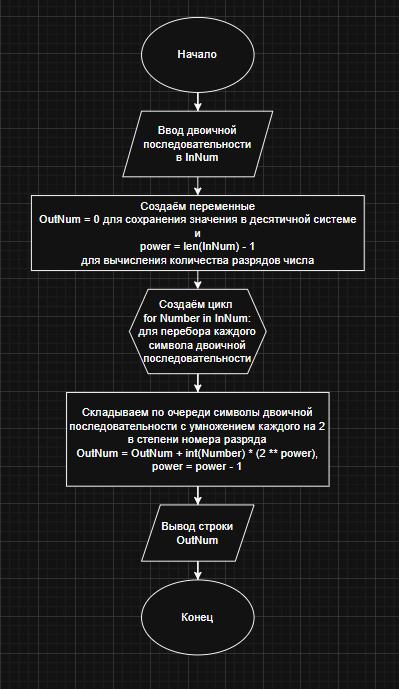 Начало
Ввод двоичной
последовательности
в InNum
Создаём переменные
OutNum = 0 для сохранения значения в десятичной системе
и
power = len(InNum) - 1
для вычисления количества разрядов числа
Создаём цикл
for Number in InNum:
для перебора каждого
символа двоичной
последовательности
Складываем по очереди символы двоичной
последовательности с умножением каждого на 2
в степени номера разряда
OutNum = OutNum + int(Number) * (2 ** power),
power = power - 1
Вывод строки
OutNum
Конец